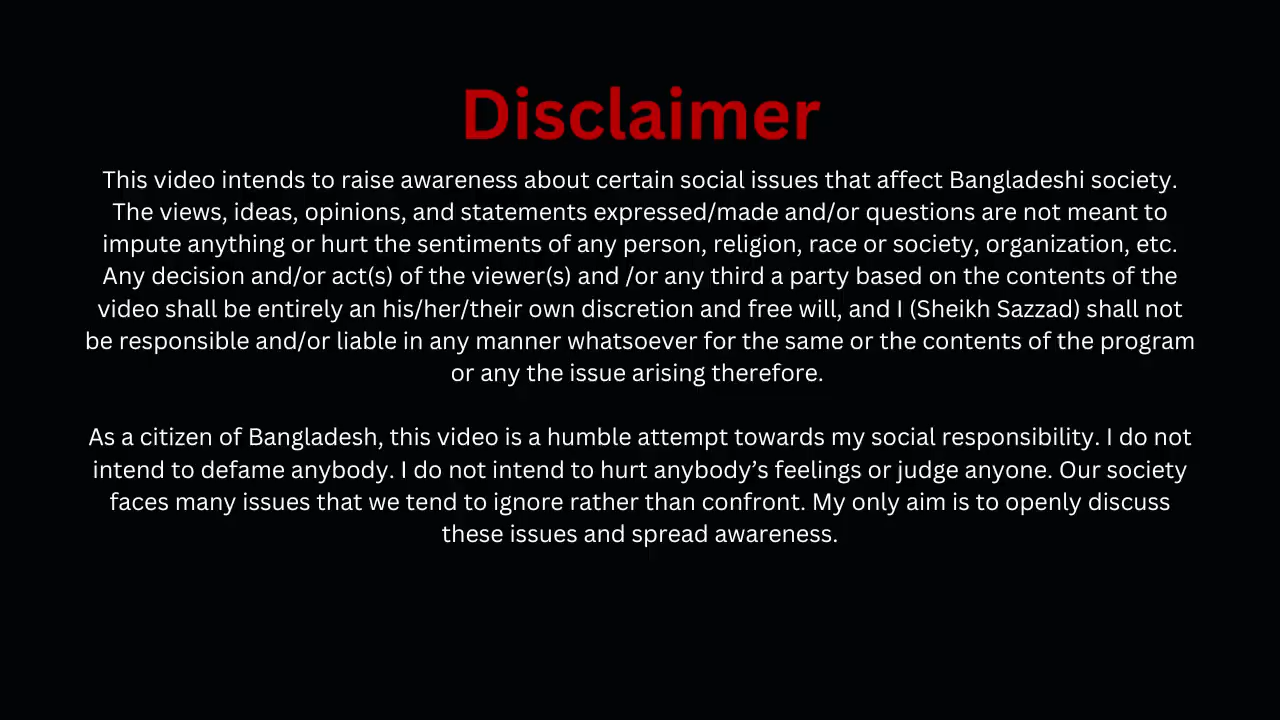 Disclaimer
This video intends to raise awareness about certain social issues that affect Bangladeshi society.
The views, ideas, opinions, and statements expressed/made and/or questions are not meant to
impute anything or hurt the sentiments of any person, religion, race or society, organization, etc.
Any decision and/or act(s) of the viewer(s) and /or any third a party based on the contents of the
video shall be entirely an his/her/their own discretion and free will, and I (Sheikh Sazzad) shall not
be responsible and/or liable in any manner whatsoever for the same or the contents of the program
or any the issue arising therefore.
As a citizen of Bangladesh, this video is a humble attempt towards my social responsibility. I do not
intend to defame anybody. I do not intend to hurt anybody’s feelings or judge anyone. Our society
faces many issues that we tend to ignore rather than confront. My only aim is to openly discuss
these issues and spread awareness.